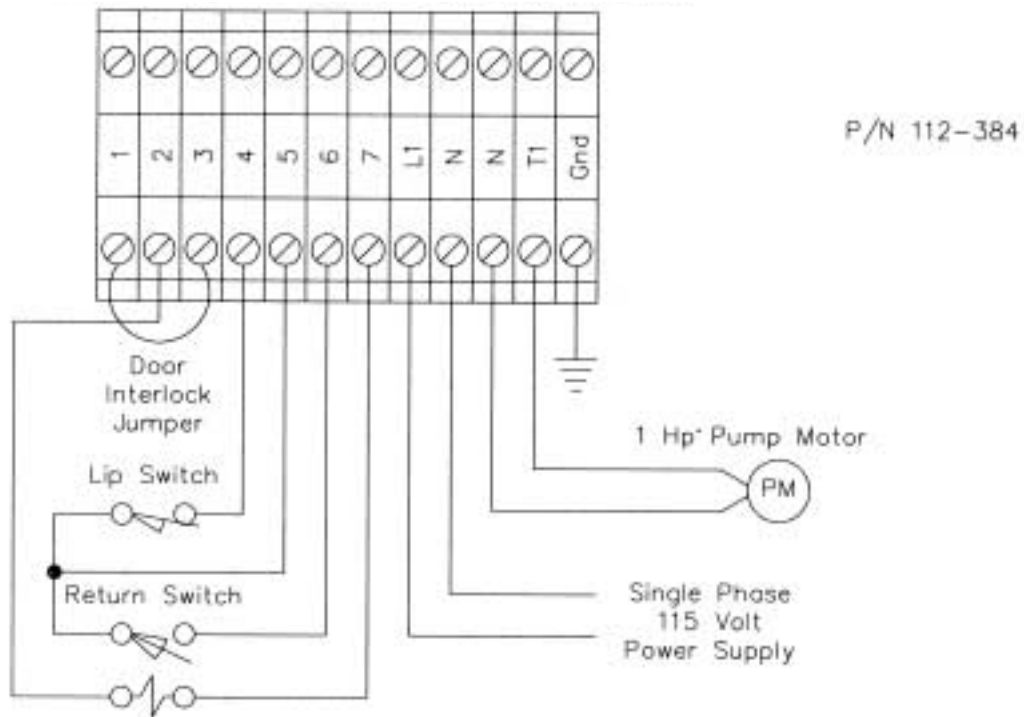 1 2 3 4 5 6 7 L1 N N T1 Gnd
P/N 112-384
Door
Interlock
Jumper
1 Hp Pump Motor
PM
Lip Switch
Return Switch
Single Phase
115 Volt
Power Supply